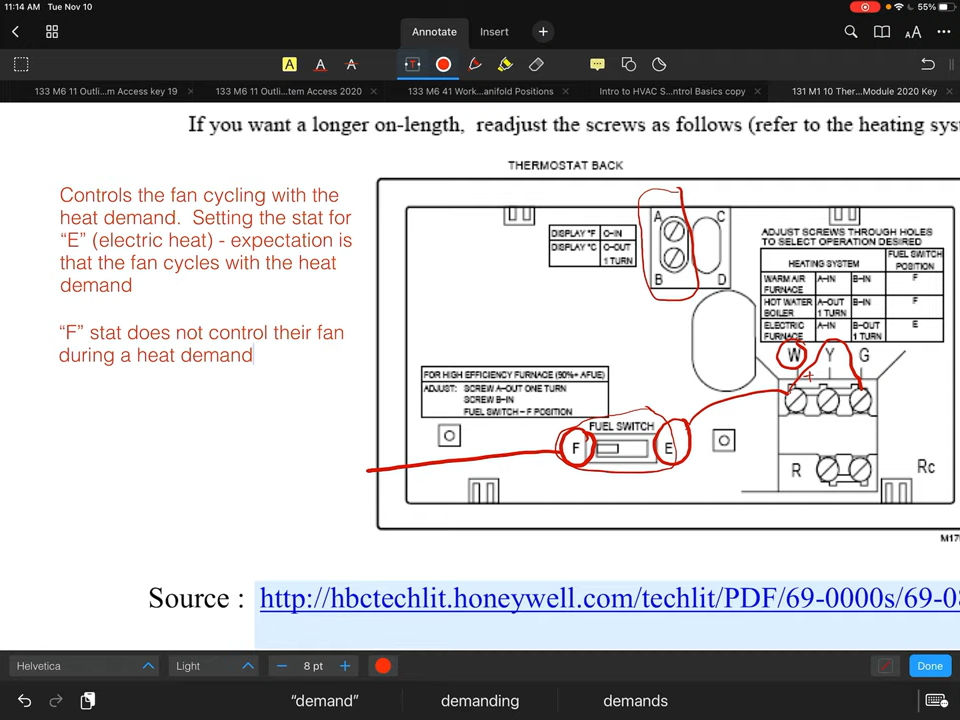 11:14 AM Tue Nov 10
55%
Annotate
Insert
133 M6 11 Outli...m Access key 19
133 M6 11 Outli...tem Access 2020
133 M6 41 Work...anifold Positions
Intro to HVAC S...ntrol Basics copy
131 M1 10 Ther...Module 2020 Key
If you want a longer on-length, readjust the screws as follows (refer to the heating sys
THERMOSTAT BACK
Controls the fan cycling with the
heat demand. Setting the stat for
“E” (electric heat) - expectation is
that the fan cycles with the heat
demand
“F” stat does not control their fan
during a heat demand
DISPLAY °F C-IN
DISPLAY °C C-OUT
1 TURN
A
C
B
D
ADJUST SCREWS THROUGH HOLES
TO SELECT OPERATION DESIRED
HEATING SYSTEM
FUEL SWITCH
POSITION
WARM AIR
FURNACE
A-IN
B-IN
F
HOT WATER
BOILER
A-OUT
1 TURN
B-IN
F
ELECTRIC
FURNACE
A-IN
B-OUT
1 TURN
E
W
Y
G
FOR HIGH EFFICIENCY FURNACE (90%+ AFUE)
ADJUST: SCREW A-OUT ONE TURN
SCREW B-IN
FUEL SWITCH – F POSITION
FUEL SWITCH
F
E
R
Rc
M17
Source : http://hbctechlit.honeywell.com/techlit/PDF/69-0000s/69-08
Helvetica
Light
8 pt
Done
“demand”
demanding
demands